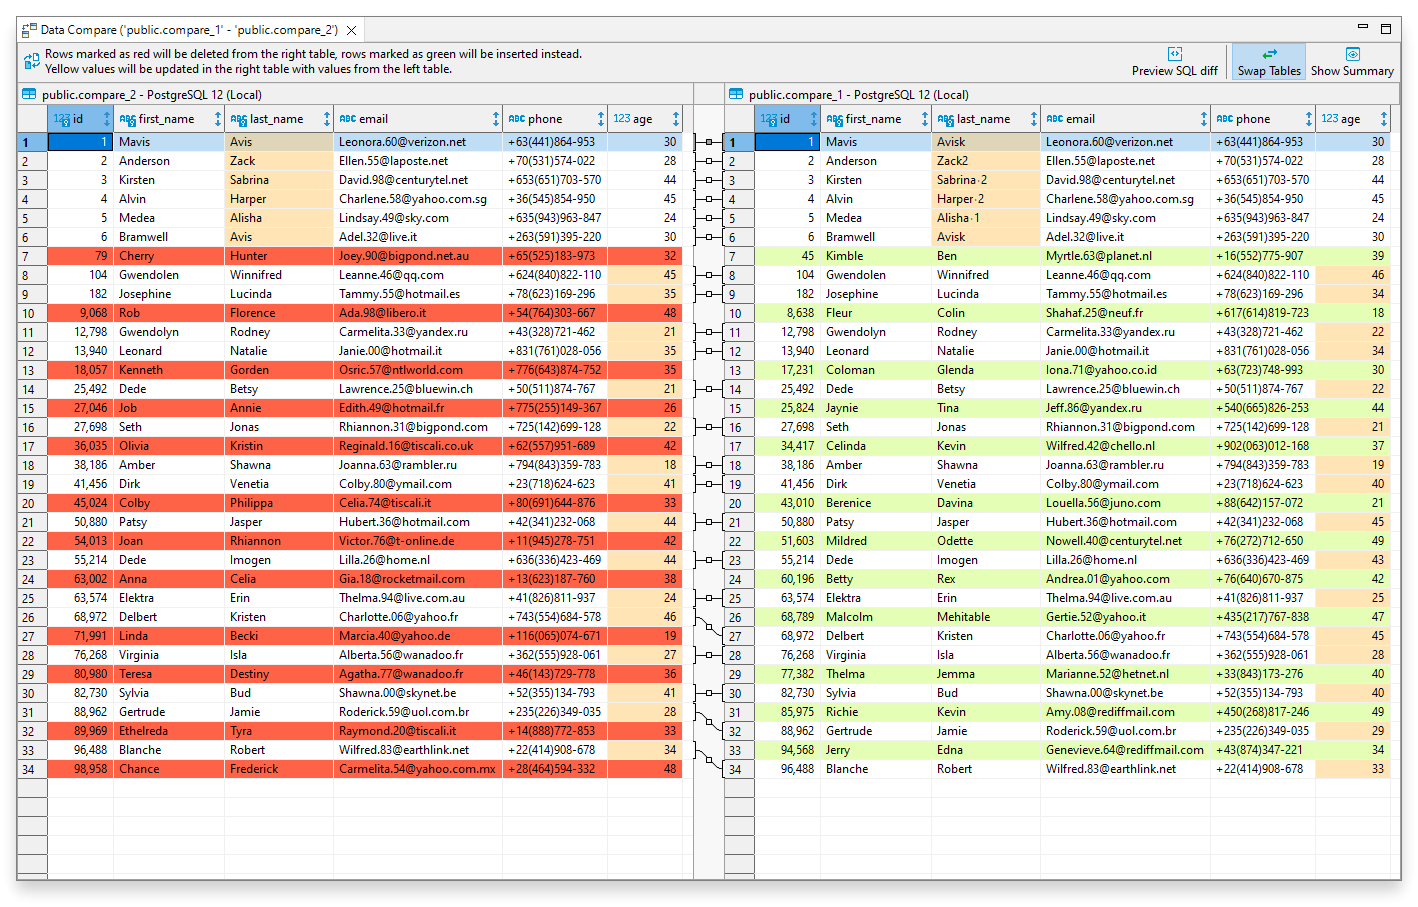 Data Compare ('public.compare_1' - 'public.compare_2')
Rows marked as red will be deleted from the right table, rows marked as green will be inserted instead.
Yellow values will be updated in the right table with values from the left table.
Preview SQL diff
Swap Tables
Show Summary
public.compare_2 - PostgreSQL 12 (Local)
123 id ABC first_name ABC last_name ABC email ABC phone 123 age
1 1 Mavis Avis Leonora.60@verizon.net +63(441)864-953 30
2 2 Anderson Zack Ellen.55@laposte.net +70(531)574-022 28
3 3 Kirsten Sabrina David.98@centurytel.net +653(651)703-570 44
4 4 Alvin Harper Charlene.58@yahoo.com.sg +36(545)854-950 45
5 5 Medea Alisha Lindsay.49@sky.com +635(943)963-847 24
6 6 Bramwell Avis Adel.32@live.it +263(591)395-220 30
7 79 Cherry Hunter Joey.90@bigpond.net.au +65(525)183-973 32
8 104 Gwendolen Winnifred Leanne.46@qq.com +624(840)822-110 45
9 182 Josephine Lucinda Tammy.55@hotmail.es +78(623)169-296 35
10 9,068 Rob Florence Ada.98@libero.it +54(764)303-667 48
11 12,798 Gwendolyn Rodney Carmelita.33@yandex.ru +43(328)721-462 21
12 13,940 Leonard Natalie Janie.00@hotmail.it +831(761)028-056 35
13 18,057 Kenneth Gorden Osric.57@ntlworld.com +776(643)874-752 35
14 25,492 Dede Betsy Lawrence.25@bluewin.ch +50(511)874-767 21
15 27,046 Job Annie Edith.49@hotmail.fr +775(255)149-367 26
16 27,698 Seth Jonas Rhiannon.31@bigpond.com +725(142)699-128 22
17 36,035 Olivia Kristin Reginald.16@tiscali.co.uk +62(557)951-689 42
18 38,186 Amber Shawna Joanna.63@rambler.ru +794(843)359-783 18
19 41,456 Dirk Venetia Colby.80@ymail.com +23(718)624-623 41
20 45,024 Colby Philippa Celia.74@tiscali.it +80(691)644-876 33
21 50,880 Patsy Jasper Hubert.36@hotmail.com +42(341)232-068 44
22 54,013 Joan Rhiannon Victor.76@t-online.de +11(945)278-751 42
23 55,214 Dede Imogen Lilla.26@home.nl +636(336)423-469 44
24 63,002 Anna Celia Gia.18@rocketmail.com +13(623)187-760 38
25 63,574 Elektra Erin Thelma.94@live.com.au +41(826)811-937 24
26 68,972 Delbert Kristen Charlotte.06@yahoo.fr +743(554)684-578 46
27 71,991 Linda Becki Marcia.40@yahoo.de +116(065)074-671 19
28 76,268 Virginia Isla Alberta.56@wanadoo.fr +362(555)928-061 27
29 80,980 Teresa Destiny Agatha.77@wanadoo.fr +46(143)729-778 36
30 82,730 Sylvia Bud Shawna.00@skynet.be +52(355)134-793 41
31 88,962 Gertrude Jamie Roderick.59@uol.com.br +235(226)349-035 28
32 89,969 Ethelreda Tyra Raymond.20@tiscali.it +14(888)772-853 33
33 96,488 Blanche Robert Wilfred.83@earthlink.net +22(414)908-678 34
34 98,958 Chance Frederick Carmelita.54@yahoo.com.mx +28(464)594-332 48
public.compare_1 - PostgreSQL 12 (Local)
123 id ABC first_name ABC last_name ABC email ABC phone 123 age
1 1 Mavis Avisk Leonora.60@verizon.net +63(441)864-953 30
2 2 Anderson Zack2 Ellen.55@laposte.net +70(531)574-022 28
3 3 Kirsten Sabrina·2 David.98@centurytel.net +653(651)703-570 44
4 4 Alvin Harper·2 Charlene.58@yahoo.com.sg +36(545)854-950 45
5 5 Medea Alisha·1 Lindsay.49@sky.com +635(943)963-847 24
6 6 Bramwell Avisk Adel.32@live.it +263(591)395-220 30
7 45 Kimble Ben Myrtle.63@planet.nl +16(552)775-907 39
8 104 Gwendolen Winnifred Leanne.46@qq.com +624(840)822-110 46
9 182 Josephine Lucinda Tammy.55@hotmail.es +78(623)169-296 34
10 8,638 Fleur Colin Shahaf.25@neuf.fr +617(614)819-723 18
11 12,798 Gwendolyn Rodney Carmelita.33@yandex.ru +43(328)721-462 22
12 13,940 Leonard Natalie Janie.00@hotmail.it +831(761)028-056 34
13 17,231 Coloman Glenda Iona.71@yahoo.co.id +63(723)748-993 30
14 25,492 Dede Betsy Lawrence.25@bluewin.ch +50(511)874-767 22
15 25,824 Jaynie Tina Jeff.86@yandex.ru +540(665)826-253 44
16 27,698 Seth Jonas Rhiannon.31@bigpond.com +725(142)699-128 21
17 34,417 Celinda Kevin Wilfred.42@chello.nl +902(063)012-168 37
18 38,186 Amber Shawna Joanna.63@rambler.ru +794(843)359-783 19
19 41,456 Dirk Venetia Colby.80@ymail.com +23(718)624-623 40
20 43,010 Berenice Davina Louella.56@juno.com +88(642)157-072 21
21 50,880 Patsy Jasper Hubert.36@hotmail.com +42(341)232-068 45
22 51,603 Mildred Odette Nowell.40@centurytel.net +76(272)712-650 49
23 55,214 Dede Imogen Lilla.26@home.nl +636(336)423-469 43
24 60,196 Betty Rex Andrea.01@yahoo.com +76(640)670-875 42
25 63,574 Elektra Erin Thelma.94@live.com.au +41(826)811-937 25
26 68,789 Malcolm Mehitable Gertie.52@yahoo.it +435(217)767-838 47
27 68,972 Delbert Kristen Charlotte.06@yahoo.fr +743(554)684-578 45
28 76,268 Virginia Isla Alberta.56@wanadoo.fr +362(555)928-061 28
29 77,382 Thelma Jemma Marianne.52@hetnet.nl +33(843)173-276 40
30 82,730 Sylvia Bud Shawna.00@skynet.be +52(355)134-793 40
31 85,975 Richie Kevin Amy.08@rediffmail.com +450(268)817-246 49
32 88,962 Gertrude Jamie Roderick.59@uol.com.br +235(226)349-035 29
33 94,568 Jerry Edna Genevieve.64@rediffmail.com +43(874)347-221 34
34 96,488 Blanche Robert Wilfred.83@earthlink.net +22(414)908-678 33